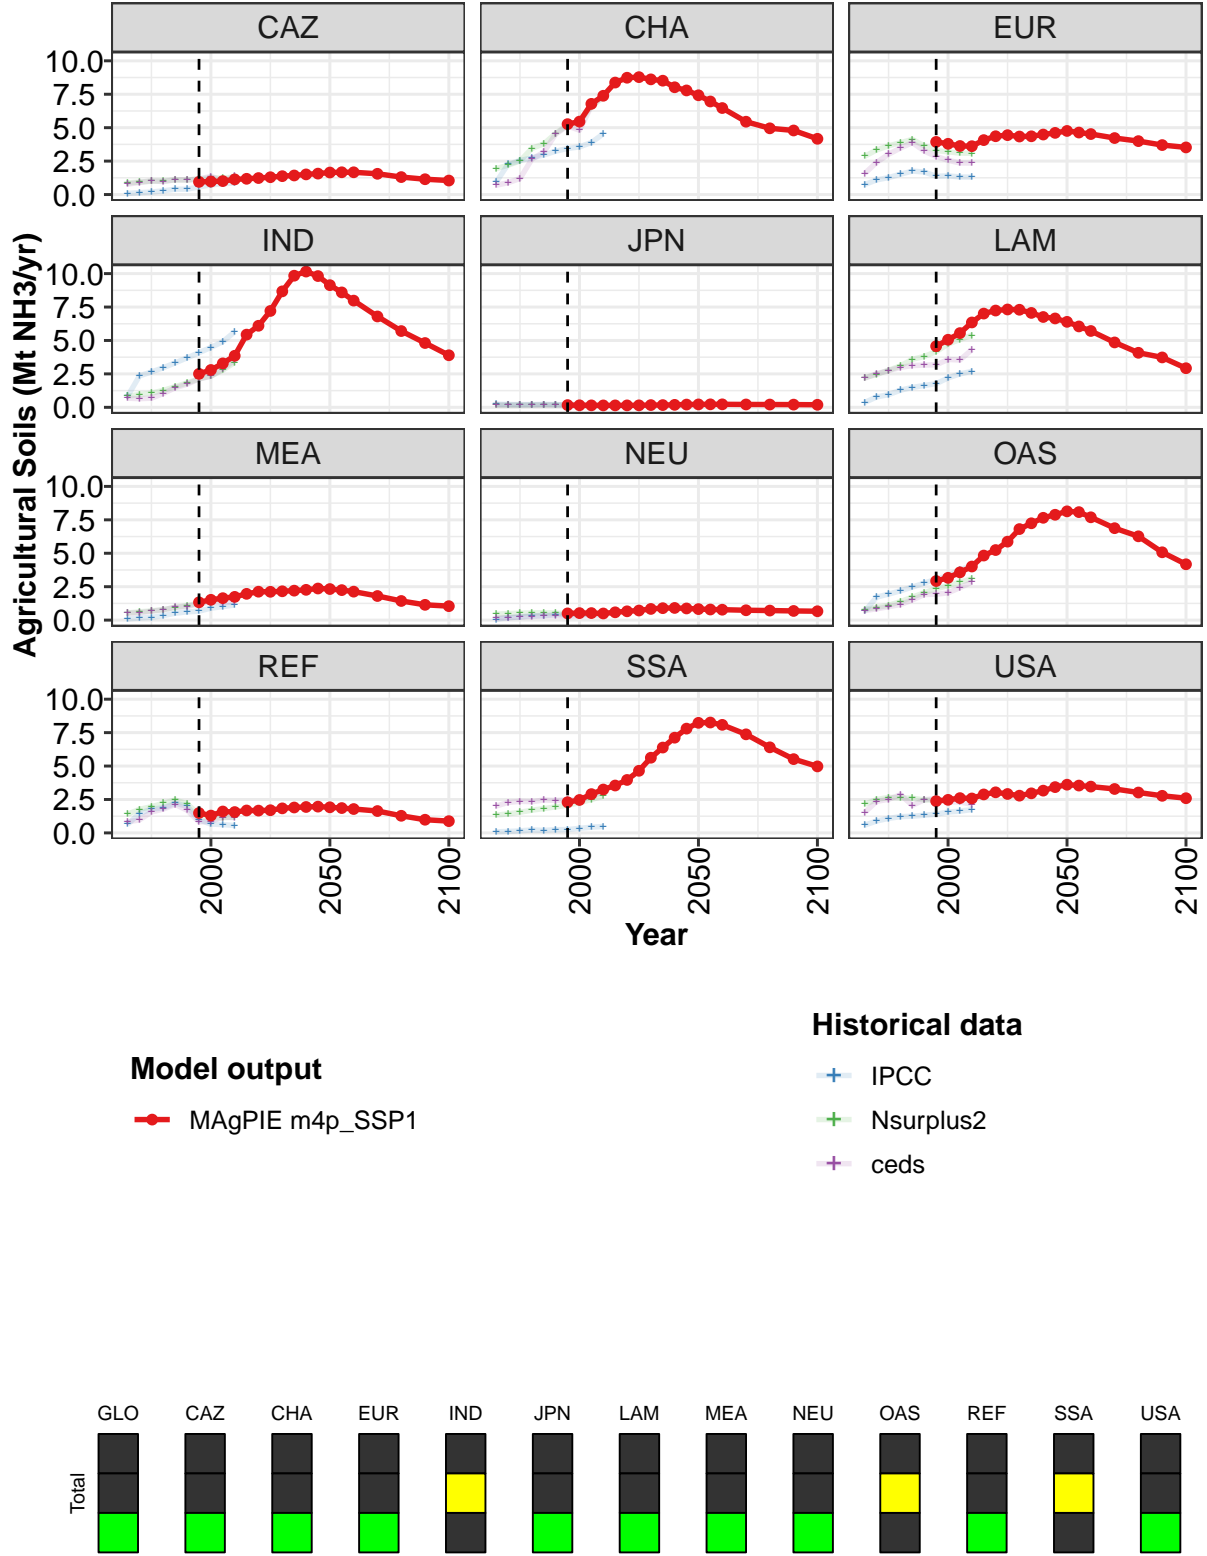 CAZ CHA EUR
10.0
7.5
5.0
2.5
0.0
IND JPN LAM
10.0
7.5
5.0
2.5
0.0
MEA NEU OAS
10.0
7.5
5.0
2.5
0.0
REF SSA USA
10.0
7.5
5.0
2.5
0.0
Agricultural Soils (Mt NH3/yr)
2000 2050 2100 2000 2050 2100 2000 2050 2100
Year
Model output
MAgPIE m4p_SSP1
Historical data
IPCC
Nsurplus2
ceds
GLO CAZ CHA EUR IND JPN LAM MEA NEU OAS REF SSA USA
Total